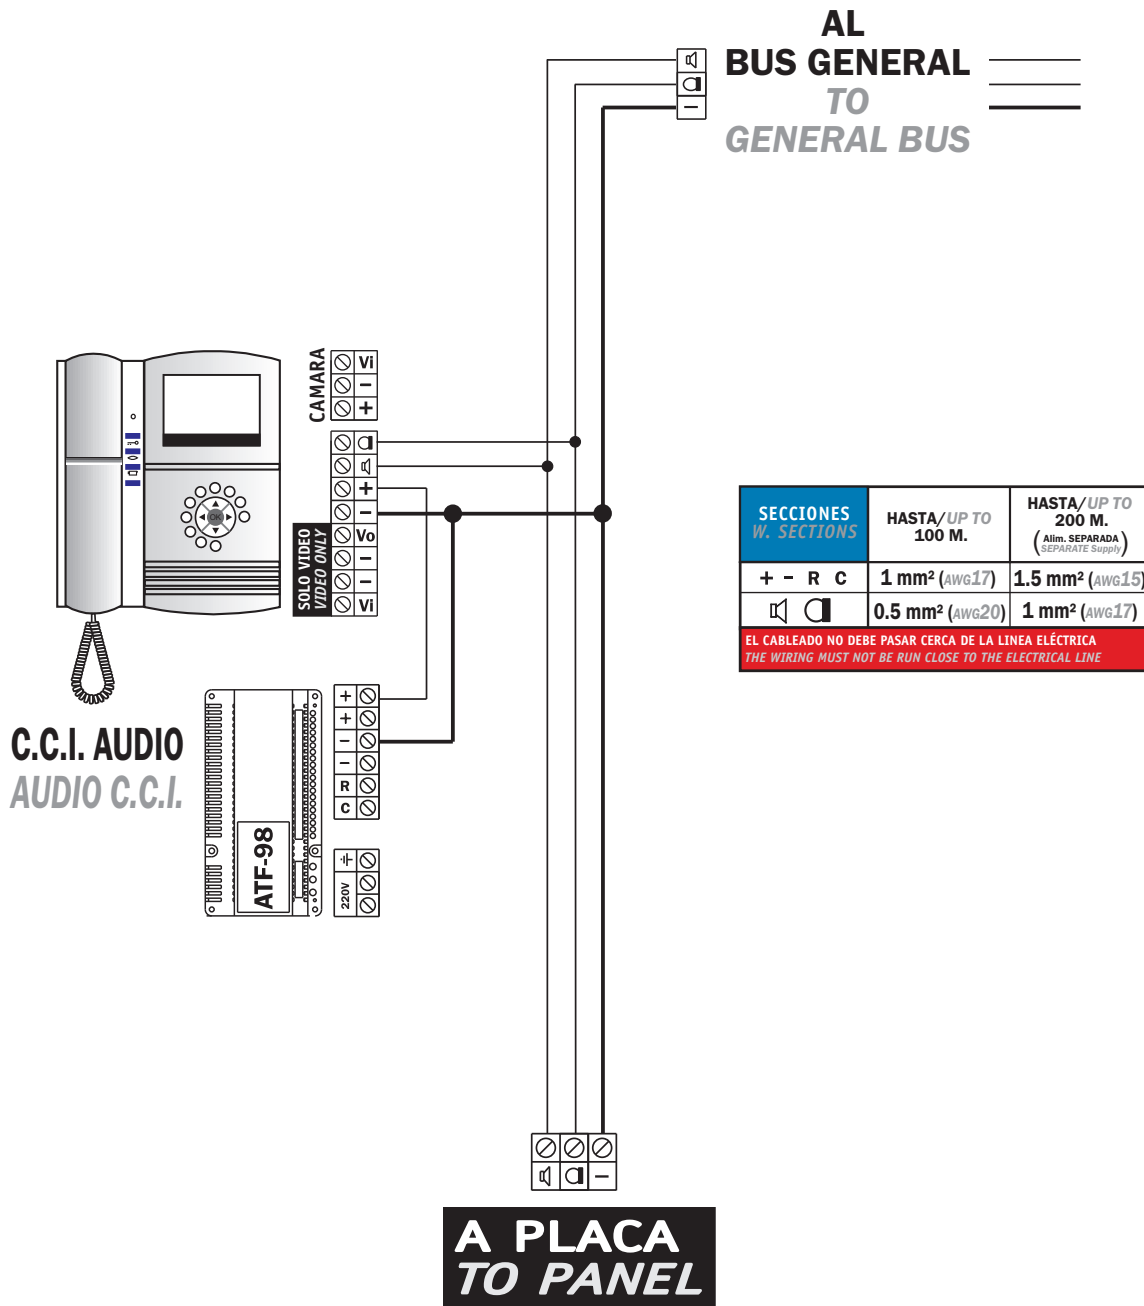 AL
BUS GENERAL
TO
GENERAL BUS
−
CAMARA
Vi
−
+
+
−
Vo
−
−
Vi
SOLO VIDEO
VIDEO ONLY
OK
C.C.I. AUDIO
AUDIO C.C.I.
ATF-98
+
+
−
−
R
C
220V
SECCIONES
W. SECTIONS
HASTA/UP TO
100 M.
HASTA/UP TO
200 M.
(Alim. SEPARADA
SEPARATE Supply)
+ − R C
1 mm² (AWG17)
1.5 mm² (AWG15)
0.5 mm² (AWG20)
1 mm² (AWG17)
EL CABLEADO NO DEBE PASAR CERCA DE LA LINEA ELÉCTRICA
THE WIRING MUST NOT BE RUN CLOSE TO THE ELECTRICAL LINE
−
A PLACA
TO PANEL